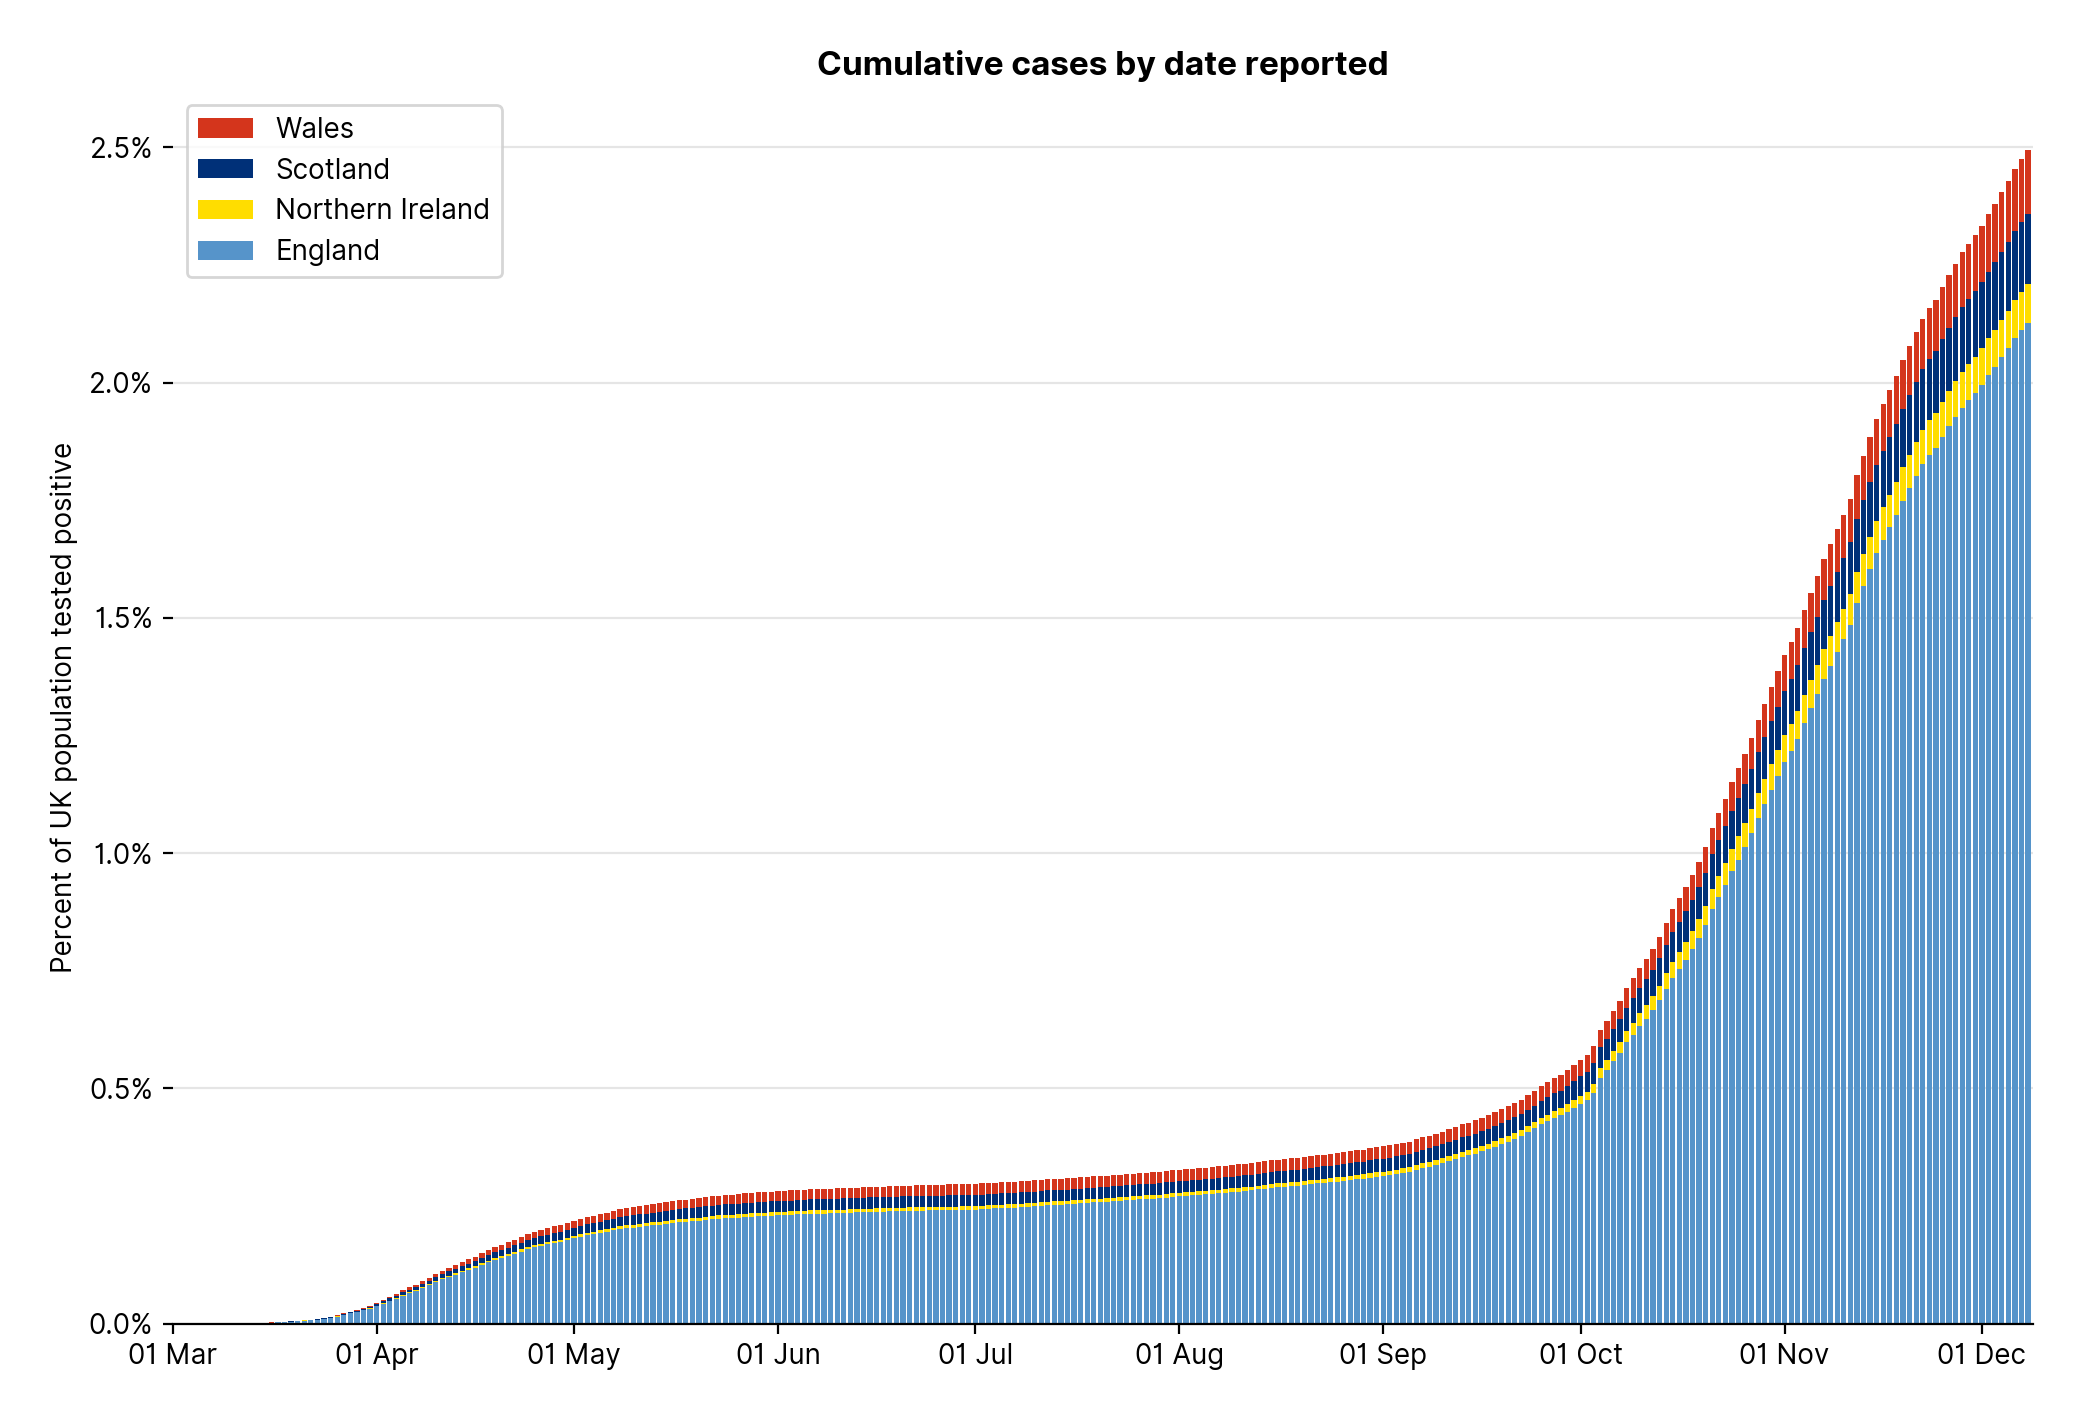 Cumulative cases by date reported
Wales
Scotland
Northern Ireland
England
Percent of UK population tested positive
2.5%
2.0%
1.5%
1.0%
0.5%
0.0%
01 Mar 01 Apr 01 May 01 Jun 01 Jul 01 Aug 01 Sep 01 Oct 01 Nov 01 Dec